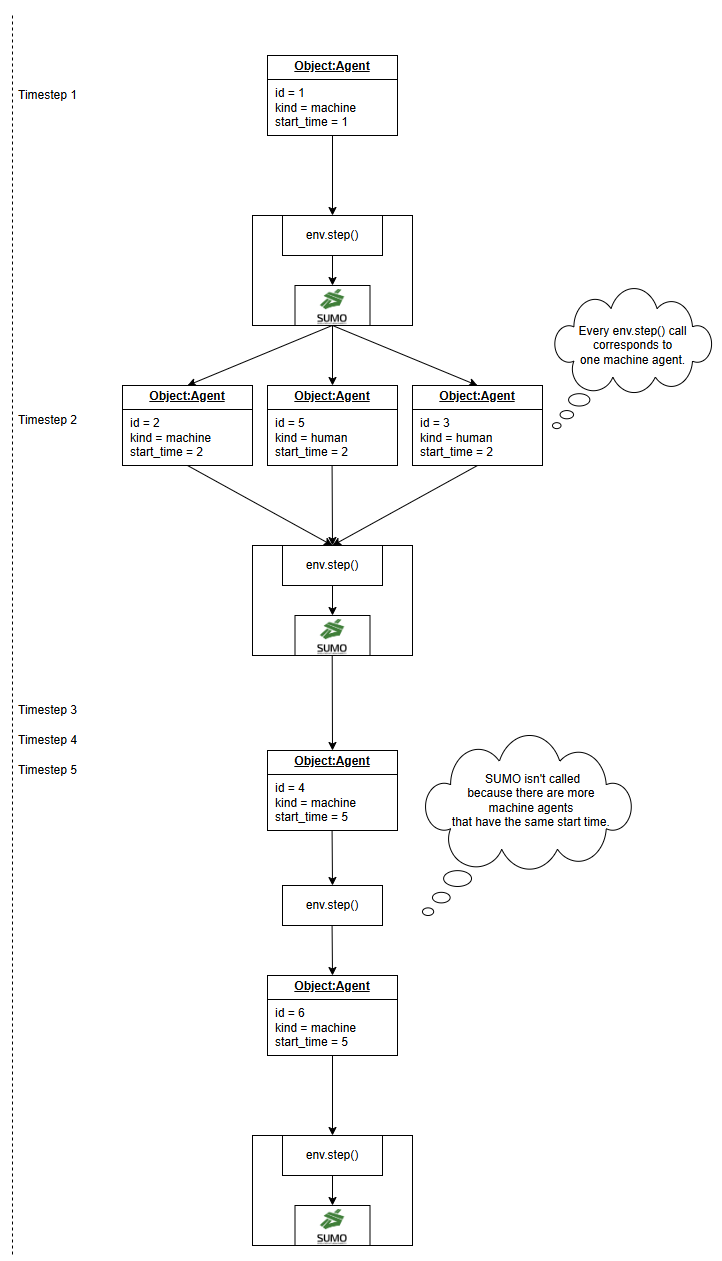 Timestep 1
Object:Agent
id = 1
kind = machine
start_time = 1
env.step()
SUMO
Every env.step() call
corresponds to
one machine agent.
Timestep 2
Object:Agent
id = 2
kind = machine
start_time = 2
Object:Agent
id = 5
kind = human
start_time = 2
Object:Agent
id = 3
kind = human
start_time = 2
env.step()
SUMO
Timestep 3
Timestep 4
Timestep 5
Object:Agent
id = 4
kind = machine
start_time = 5
SUMO isn't called
because there are more
machine agents
that have the same start time.
env.step()
Object:Agent
id = 6
kind = machine
start_time = 5
env.step()
SUMO